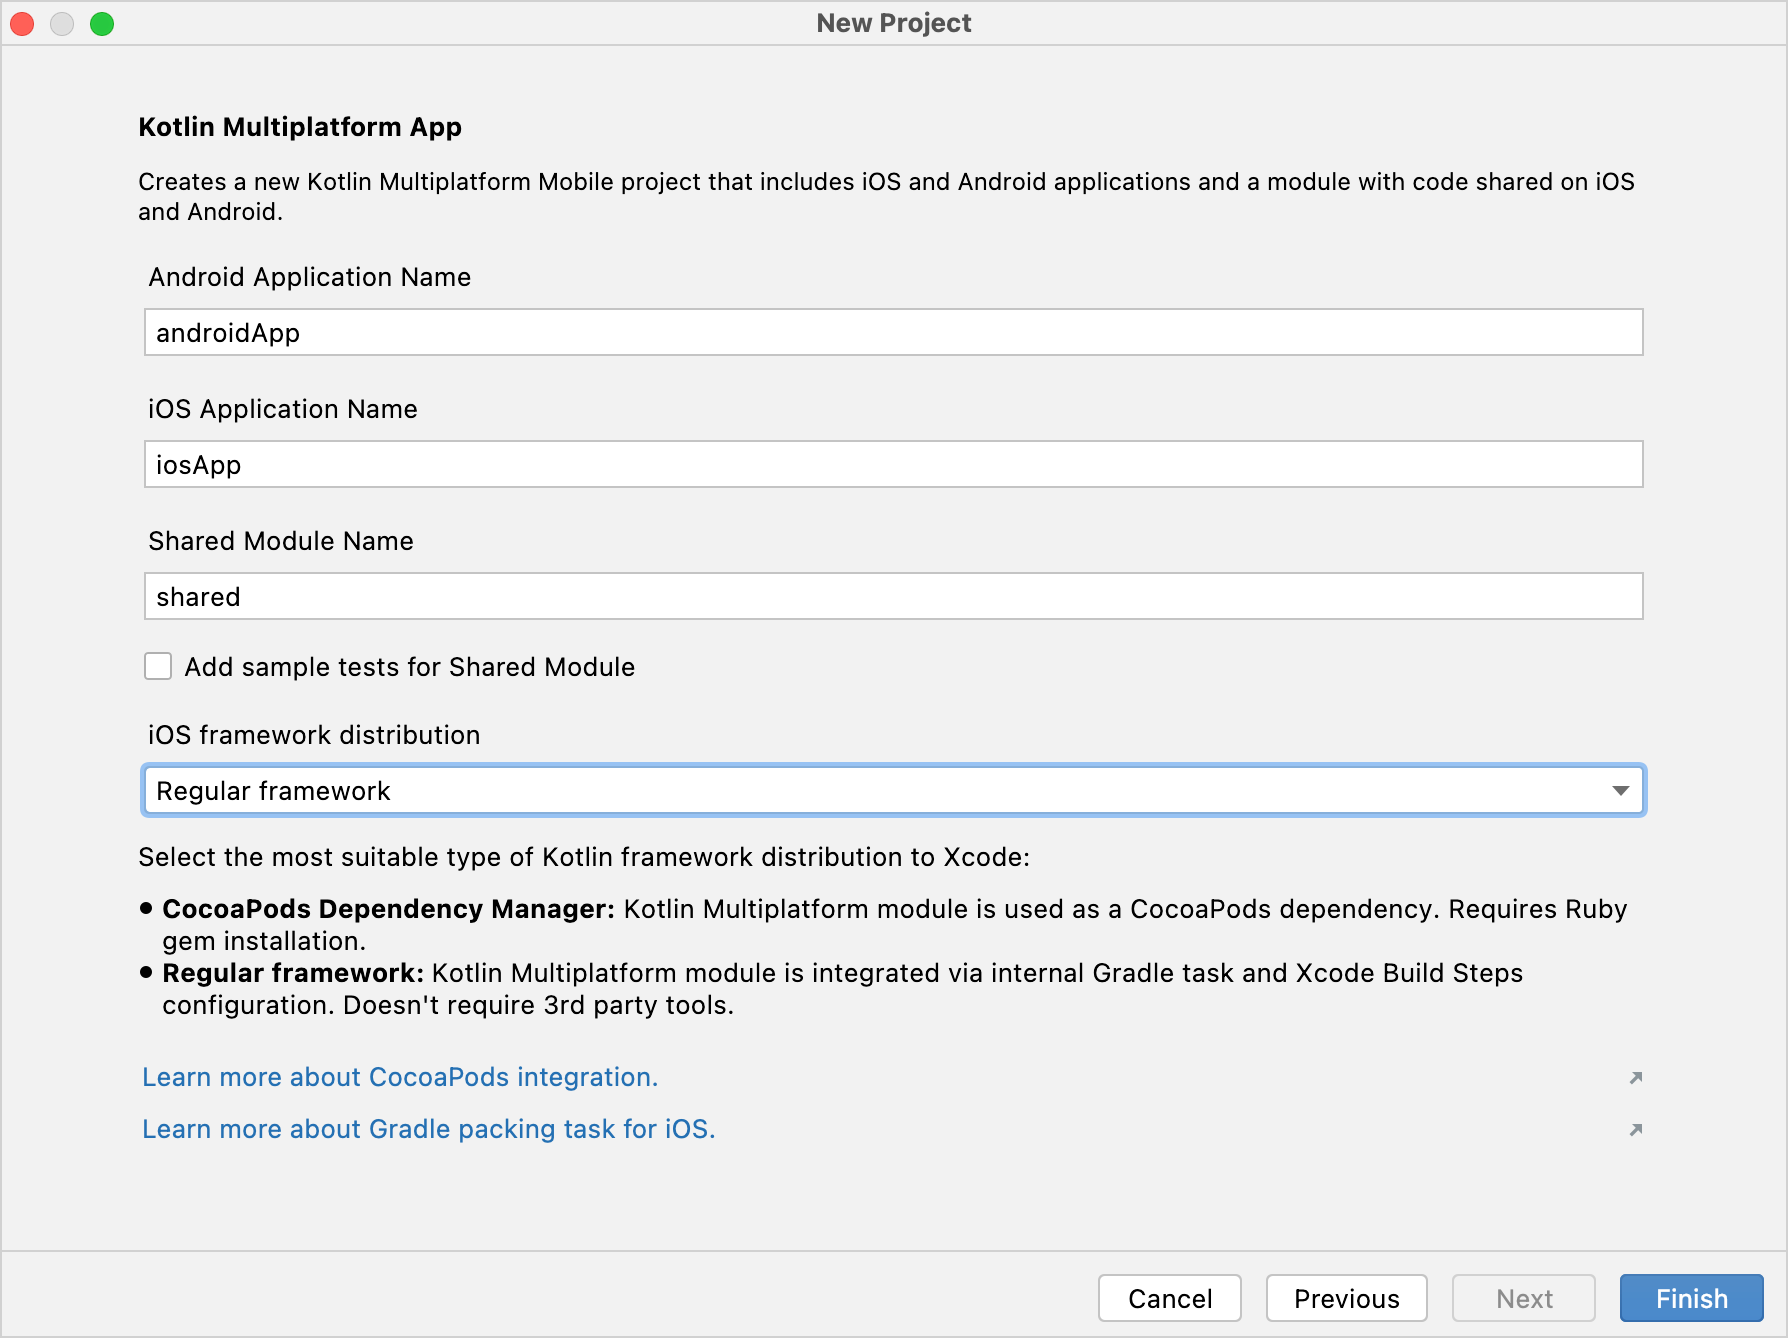 New Project
Kotlin Multiplatform App
Creates a new Kotlin Multiplatform Mobile project that includes iOS and Android applications and a module with code shared on iOS
and Android.
Android Application Name
androidApp
iOS Application Name
iosApp
Shared Module Name
shared
Add sample tests for Shared Module
iOS framework distribution
Regular framework
Select the most suitable type of Kotlin framework distribution to Xcode:
• CocoaPods Dependency Manager: Kotlin Multiplatform module is used as a CocoaPods dependency. Requires Ruby
gem installation.
• Regular framework: Kotlin Multiplatform module is integrated via internal Gradle task and Xcode Build Steps
configuration. Doesn't require 3rd party tools.
Learn more about CocoaPods integration.
Learn more about Gradle packing task for iOS.
Cancel Previous Next Finish